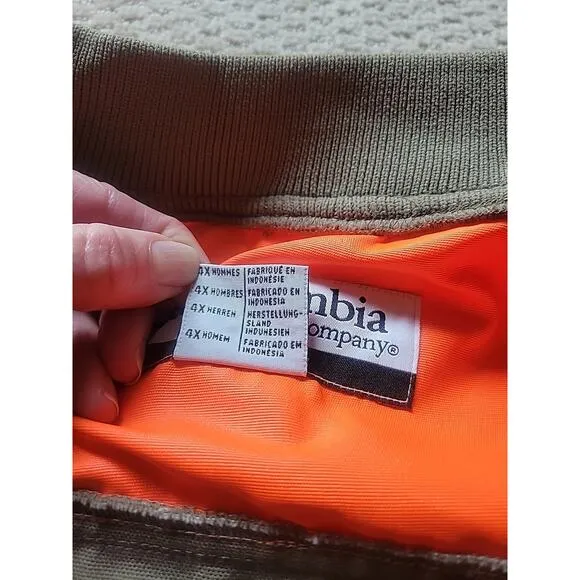 4X HOMMES FABRIQUÉ EN
INDONÉSIE
4X HOMBRES FABRICADO EN
INDONESIA
4X HERREN HERSTELLUNG-
SLAND
INDUNESIEN
4X HOMEM FABRICADO EM
INDONÉSIA
mbia
ompany®